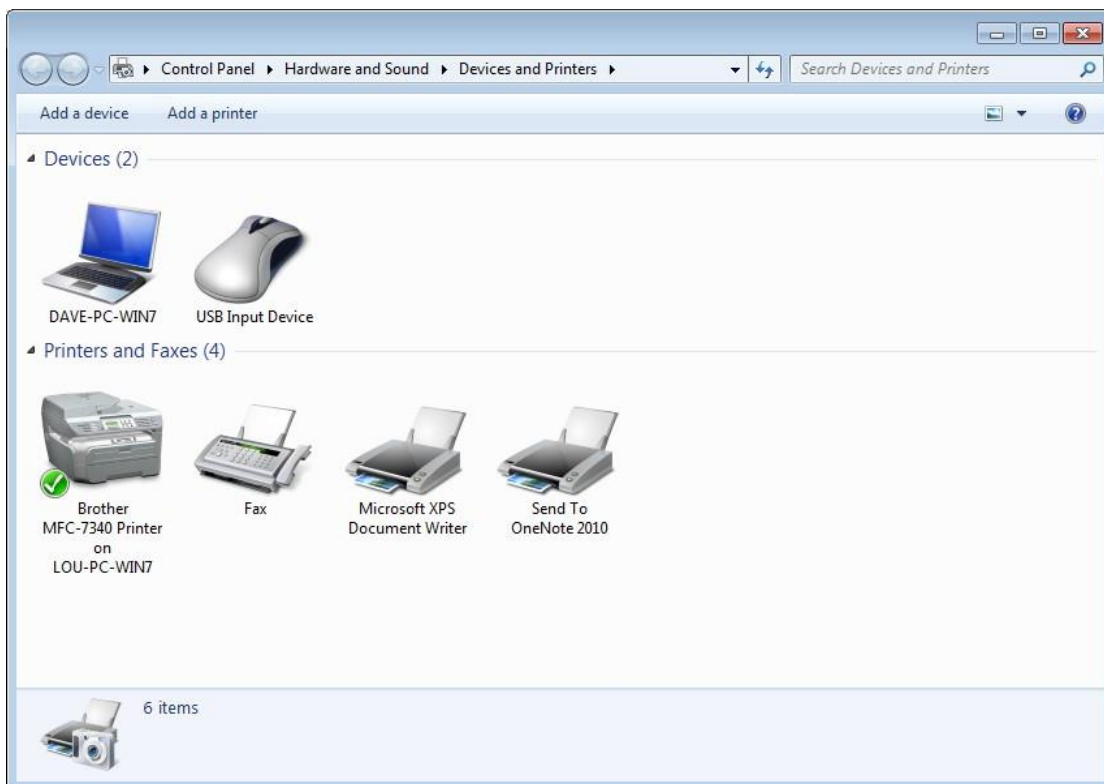 Control Panel Hardware and Sound Devices and Printers
Search Devices and Printers
Add a device Add a printer
Devices (2)
DAVE-PC-WIN7 USB Input Device
Printers and Faxes (4)
Brother
MFC-7340 Printer
on
LOU-PC-WIN7
Fax
Microsoft XPS
Document Writer
Send To
OneNote 2010
6 items